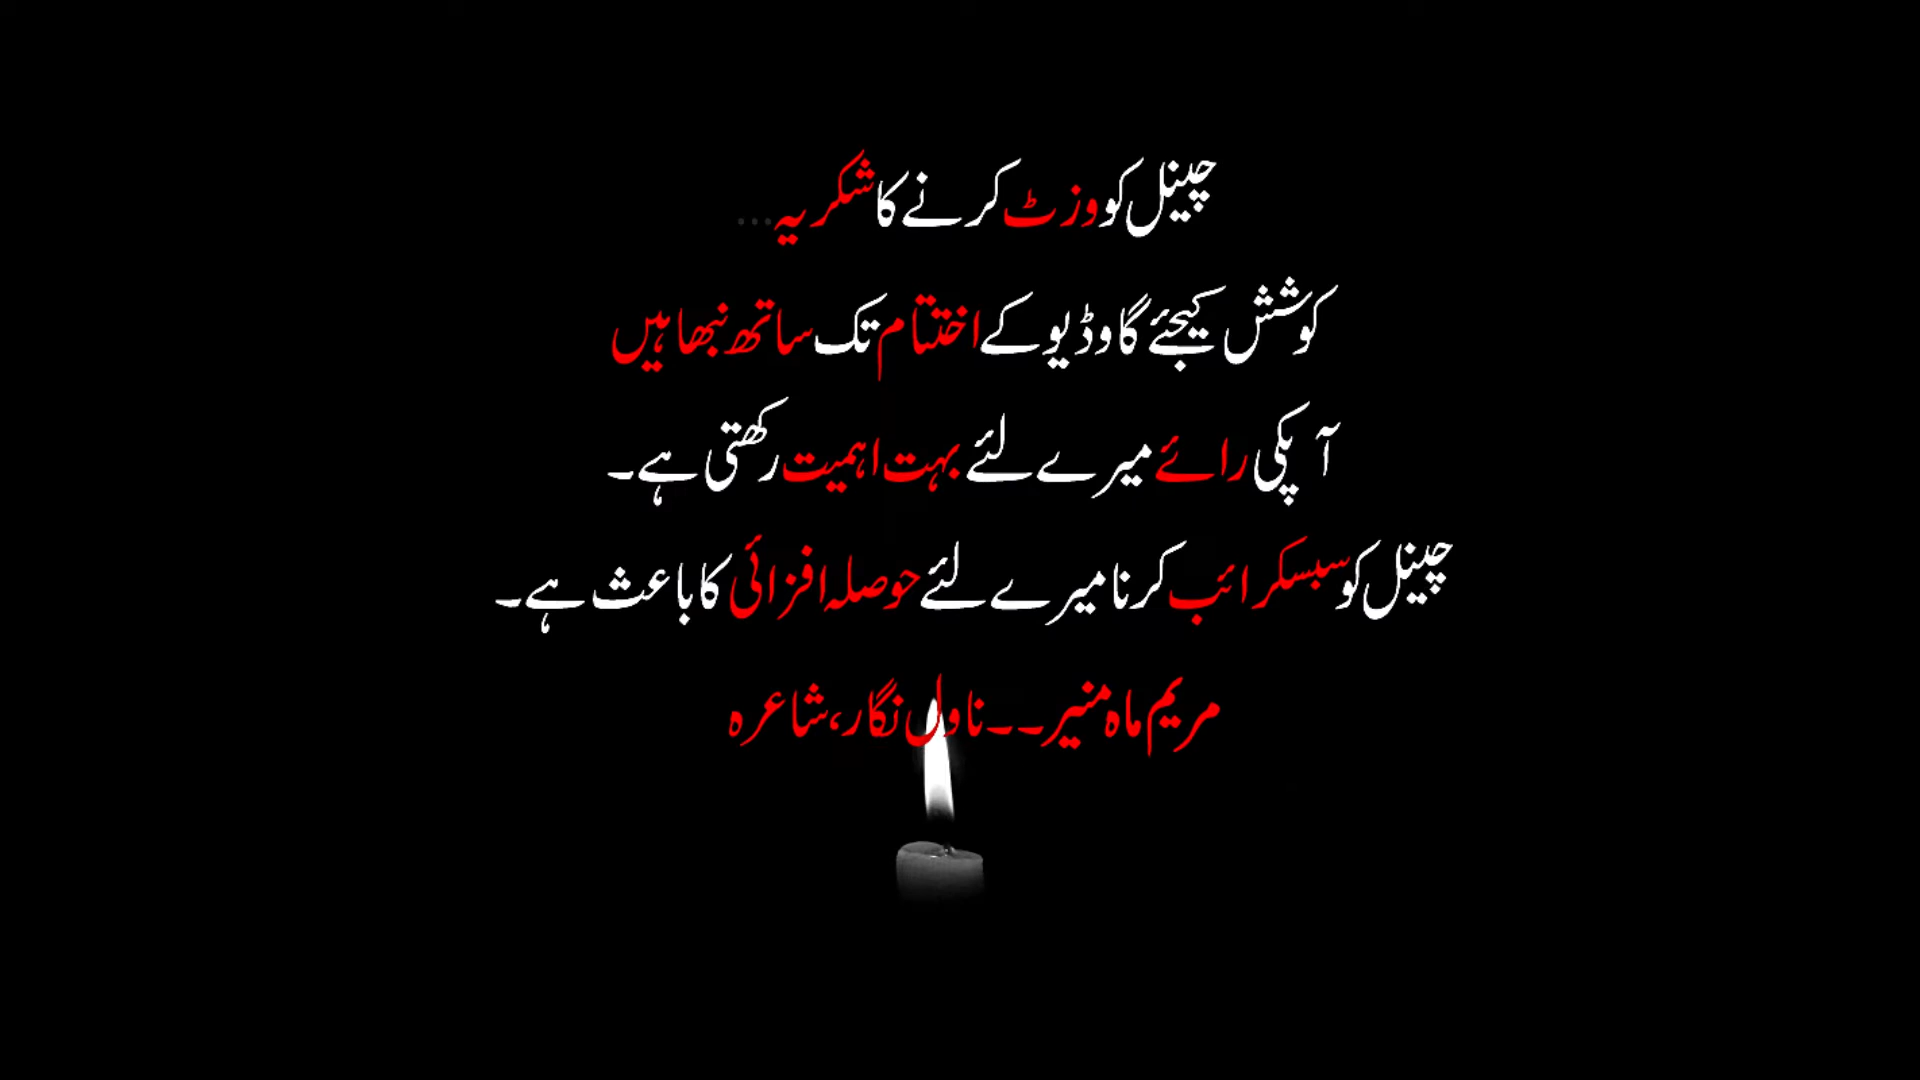 چینل کو وزٹ کرنے کا شکریہ...
کوشش کیجئے گا وڈیو کے اختتام تک ساتھ نبھاہیں
آپکی رائے میرے لئے بہت اہمیت رکھتی ہے۔
چینل کو سبسکرائب کرنا میرے لئے حوصلہ افزائی کا باعث ہے۔
مریم ماہ منیر۔۔ناول نگار، شاعرہ